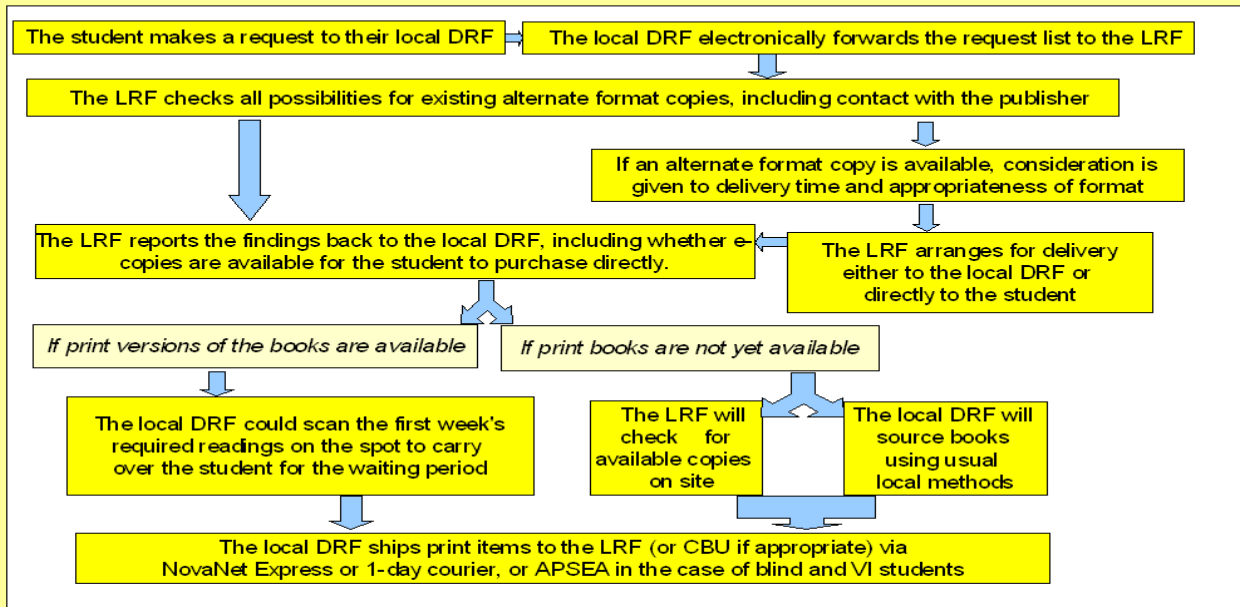 The student makes a request to their local DRF
The local DRF electronically forwards the request list to the LRF
The LRF checks all possibilities for existing alternate format copies, including contact with the publisher
If an alternate format copy is available, consideration is
given to delivery time and appropriateness of format
The LRF reports the findings back to the local DRF, including whether e-
copies are available for the student to purchase directly.
The LRF arranges for delivery
either to the local DRF or
directly to the student
If print versions of the books are available
If print books are not yet available
The local DRF could scan the first week's
required readings on the spot to carry
over the student for the waiting period
The LRF will
check for
available copies
on site
The local DRF will
source books
using usual
local methods
The local DRF ships print items to the LRF (or CBU if appropriate) via
NovaNet Express or 1-day courier, or APSEA in the case of blind and VI students